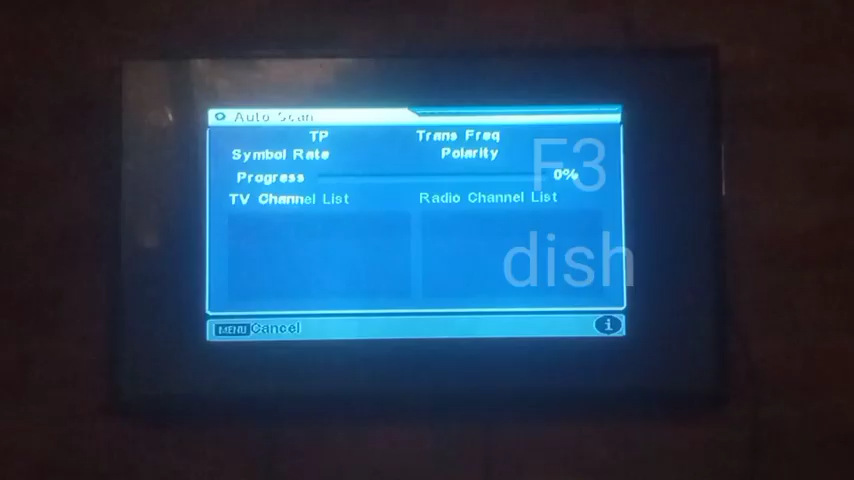 Auto Scan
TP Trans Freq
Symbol Rate Polarity
Progress 0%
TV Channel List Radio Channel List
MENU Cancel i
F3
dish